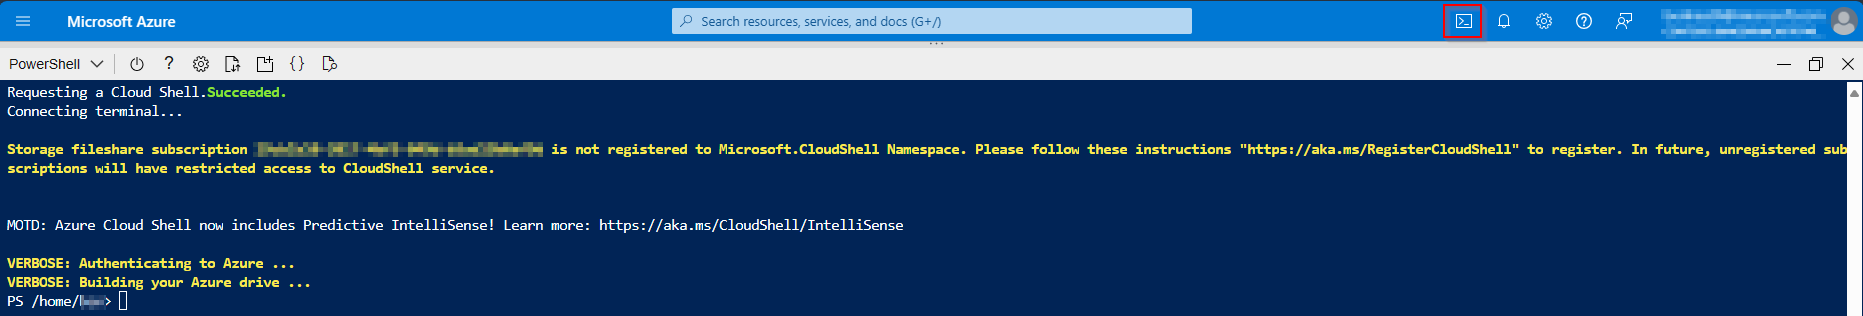 Microsoft Azure
Search resources, services, and docs (G+/)
PowerShell
Requesting a Cloud Shell.Succeeded.
Connecting terminal...
Storage fileshare subscription is not registered to Microsoft.CloudShell Namespace. Please follow these instructions "https://aka.ms/RegisterCloudShell" to register. In future, unregistered sub
scriptions will have restricted access to CloudShell service.
MOTD: Azure Cloud Shell now includes Predictive IntelliSense! Learn more: https://aka.ms/CloudShell/IntelliSense
VERBOSE: Authenticating to Azure ...
VERBOSE: Building your Azure drive ...
PS /home/ >